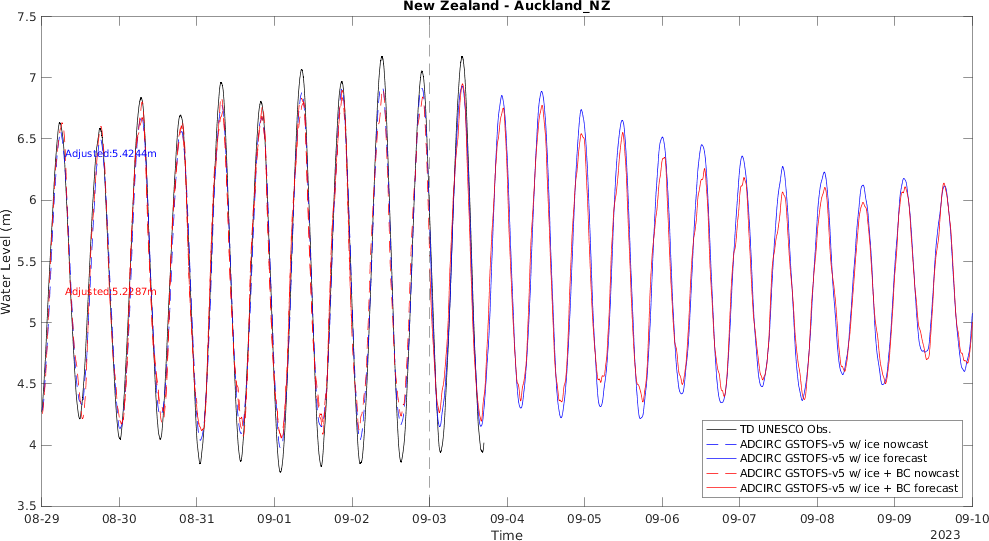 New Zealand - Auckland_NZ
7.5
7
6.5
Adjusted:5.4244m
6
Water Level (m)
5.5
Adjusted:5.2287m
5
4.5
4
3.5
TD UNESCO Obs.
ADCIRC GSTOFS-v5 w/ ice nowcast
ADCIRC GSTOFS-v5 w/ ice forecast
ADCIRC GSTOFS-v5 w/ ice + BC nowcast
ADCIRC GSTOFS-v5 w/ ice + BC forecast
08-29 08-30 08-31 09-01 09-02 09-03 09-04 09-05 09-06 09-07 09-08 09-09 09-10
Time
2023